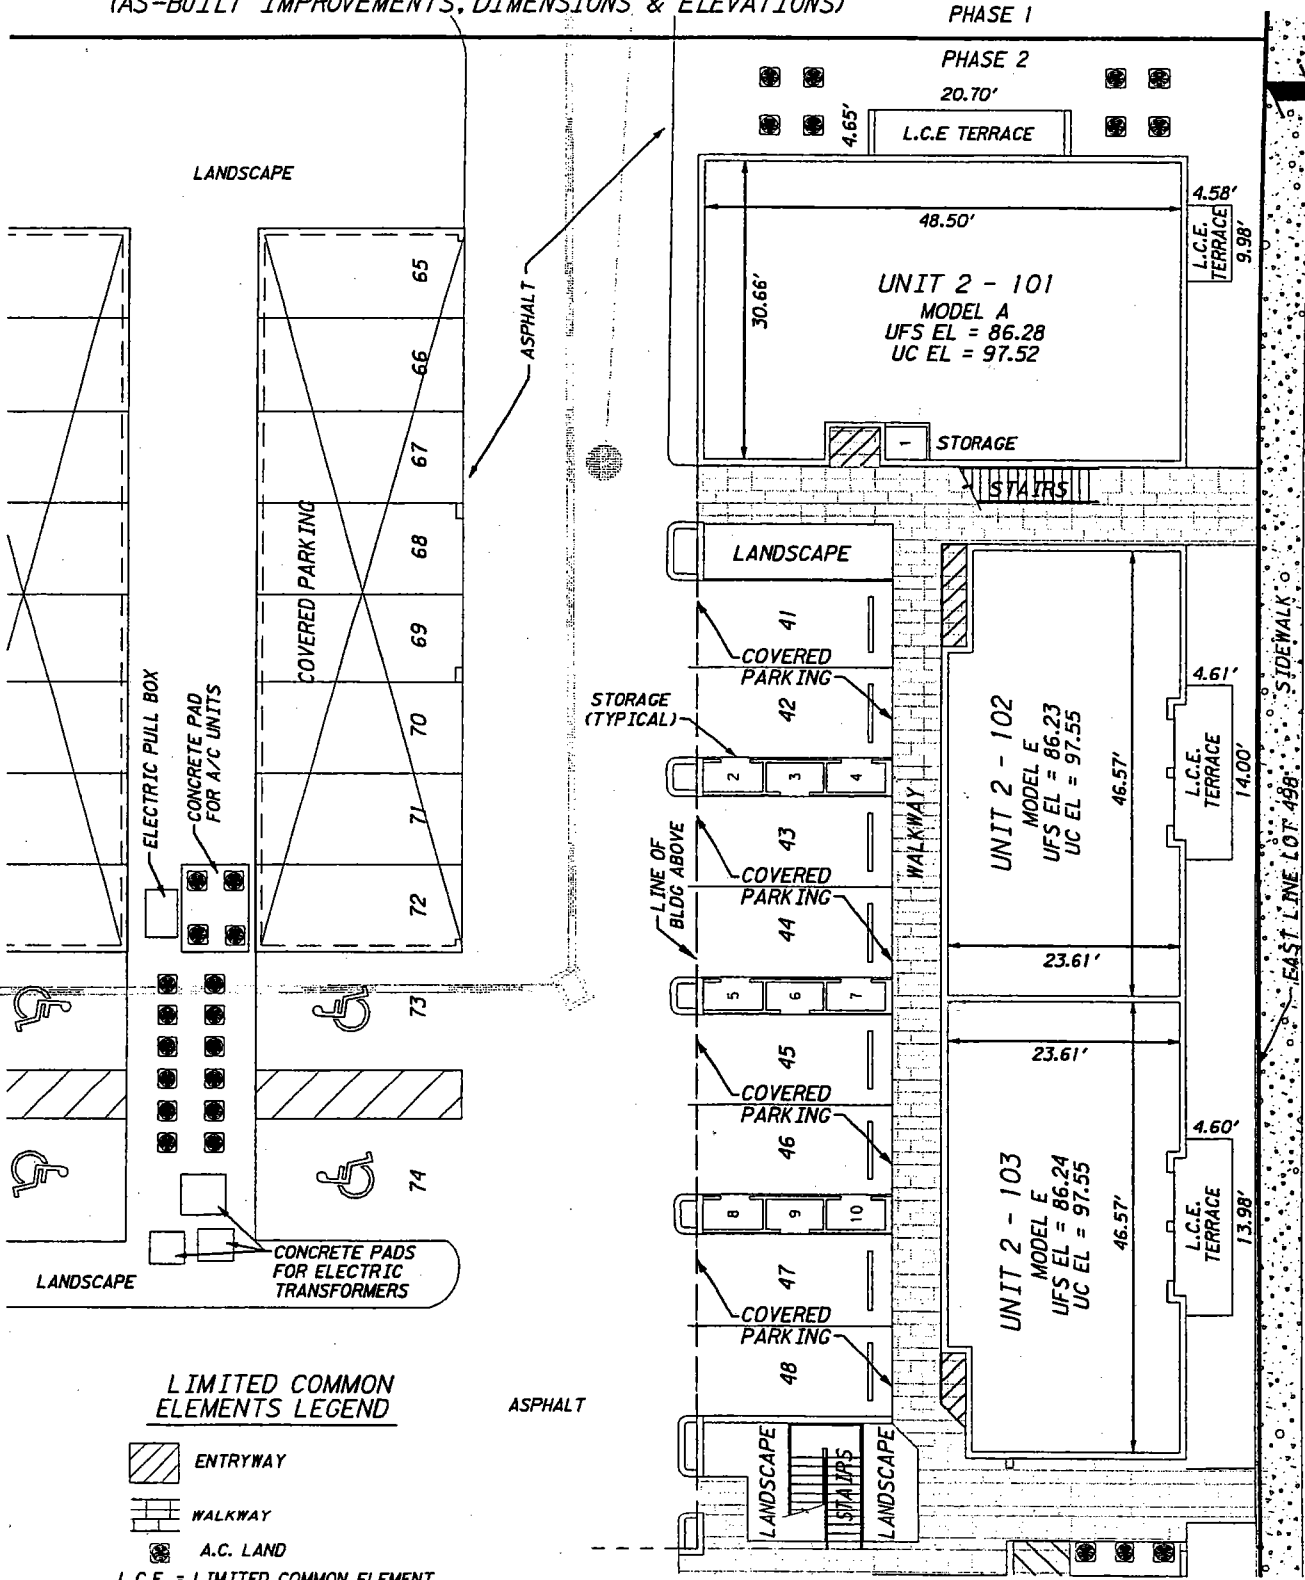 (AS-BUILT IMPROVEMENTS, DIMENSIONS & ELEVATIONS)
PHASE 1
PHASE 2
20.70'
4.65'
L.C.E TERRACE
LANDSCAPE
4.58'
L.C.E.
TERRACE
9.98'
48.50'
30.66'
UNIT 2 - 101
MODEL A
UFS EL = 86.28
UC EL = 97.52
ASPHALT
65
66
67
68
69
70
71
72
73
74
COVERED PARKING
1
STORAGE
STAIRS
LANDSCAPE
41
COVERED
PARKING
42
STORAGE
(TYPICAL)
2
3
4
43
COVERED
PARKING
44
LINE OF
BLDG ABOVE
WALKWAY
5
6
7
45
COVERED
PARKING
46
8
9
10
47
COVERED
PARKING
48
ELECTRIC PULL BOX
CONCRETE PAD
FOR A/C UNITS
UNIT 2 - 102
MODEL E
UFS EL = 86.23
UC EL = 97.55
46.57'
23.61'
4.61'
L.C.E.
TERRACE
14.00'
SIDEWALK
EAST LINE LOT 498
23.61'
UNIT 2 - 103
MODEL E
UFS EL = 86.24
UC EL = 97.55
46.57'
4.60'
L.C.E.
TERRACE
13.98'
CONCRETE PADS
FOR ELECTRIC
TRANSFORMERS
LANDSCAPE
ASPHALT
LANDSCAPE
STAIRS
LANDSCAPE
LIMITED COMMON
ELEMENTS LEGEND
ENTRYWAY
WALKWAY
A.C. LAND
L.C.E. = LIMITED COMMON ELEMENT